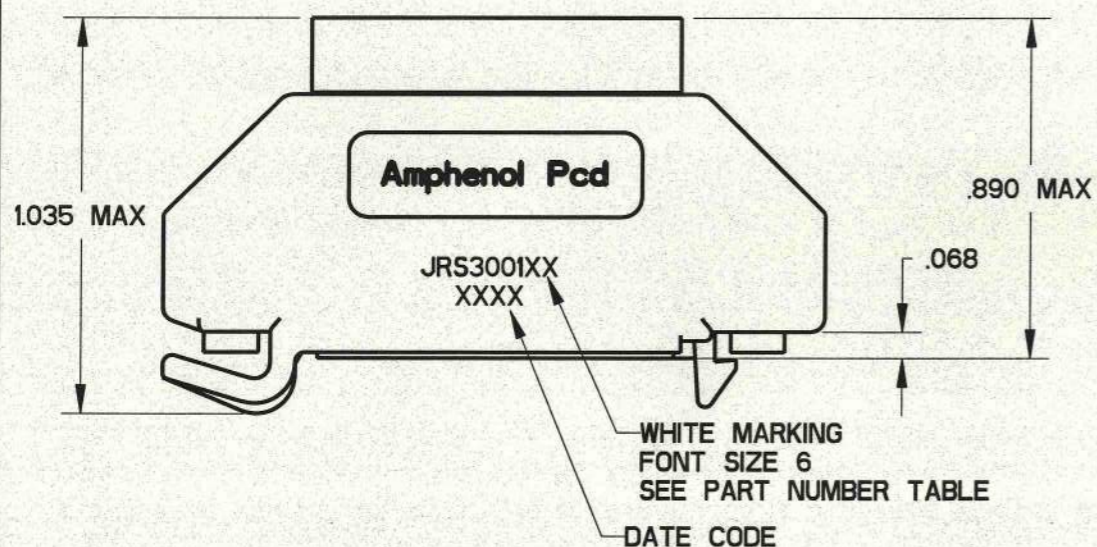 Amphenol Pcd
1.035 MAX
.890 MAX
.068
JRS3001XX
XXXX
WHITE MARKING
FONT SIZE 6
SEE PART NUMBER TABLE
DATE CODE